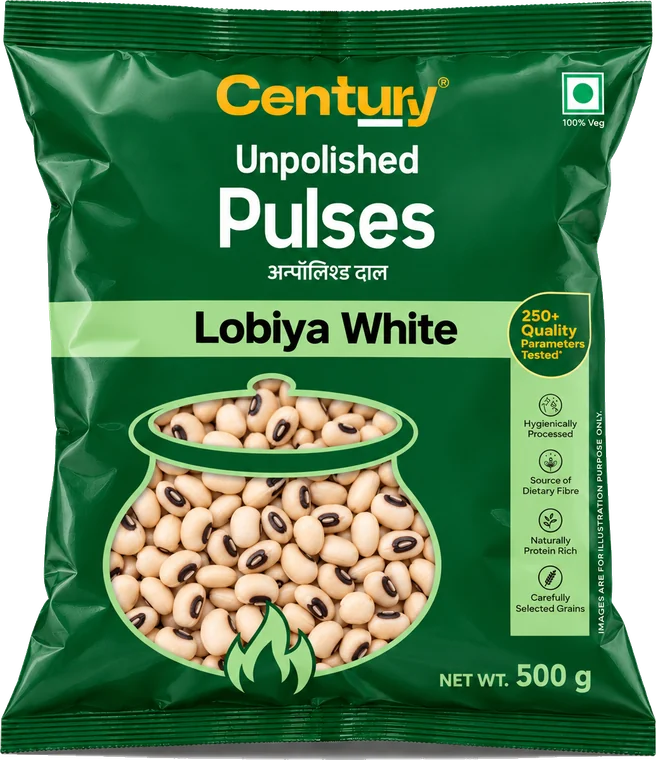 Century®
100% Veg
Unpolished
Pulses
अनपॉलिश्ड दाल
Lobiya White
250+
Quality
Parameters
Tested*
Hygienically
Processed
Source of
Dietary Fibre
Naturally
Protein Rich
Carefully
Selected Grains
IMAGES ARE FOR ILLUSTRATION PURPOSE ONLY.
NET WT. 500 g